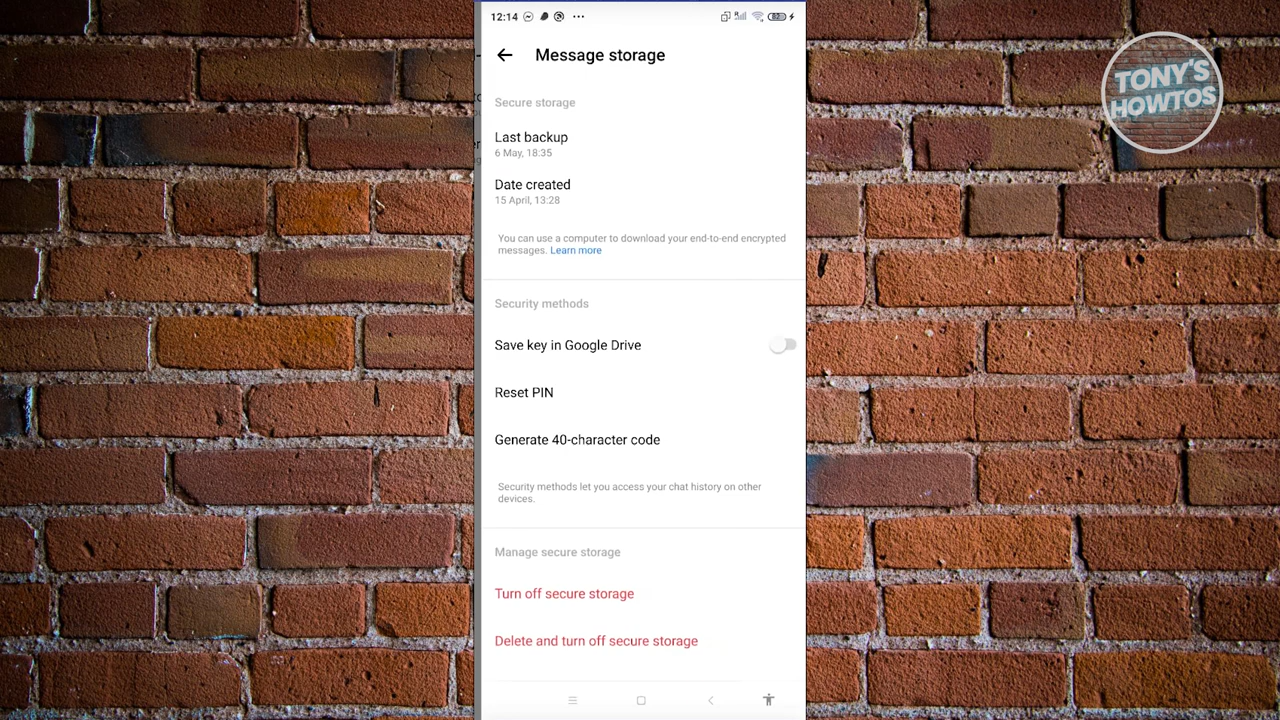 12:14
Message storage
TONY'S
HOWTOS
Secure storage
Last backup
6 May, 18:35
Date created
15 April, 13:28
You can use a computer to download your end-to-end encrypted
messages. Learn more
Security methods
Save key in Google Drive
Reset PIN
Generate 40-character code
Security methods let you access your chat history on other
devices.
Manage secure storage
Turn off secure storage
Delete and turn off secure storage